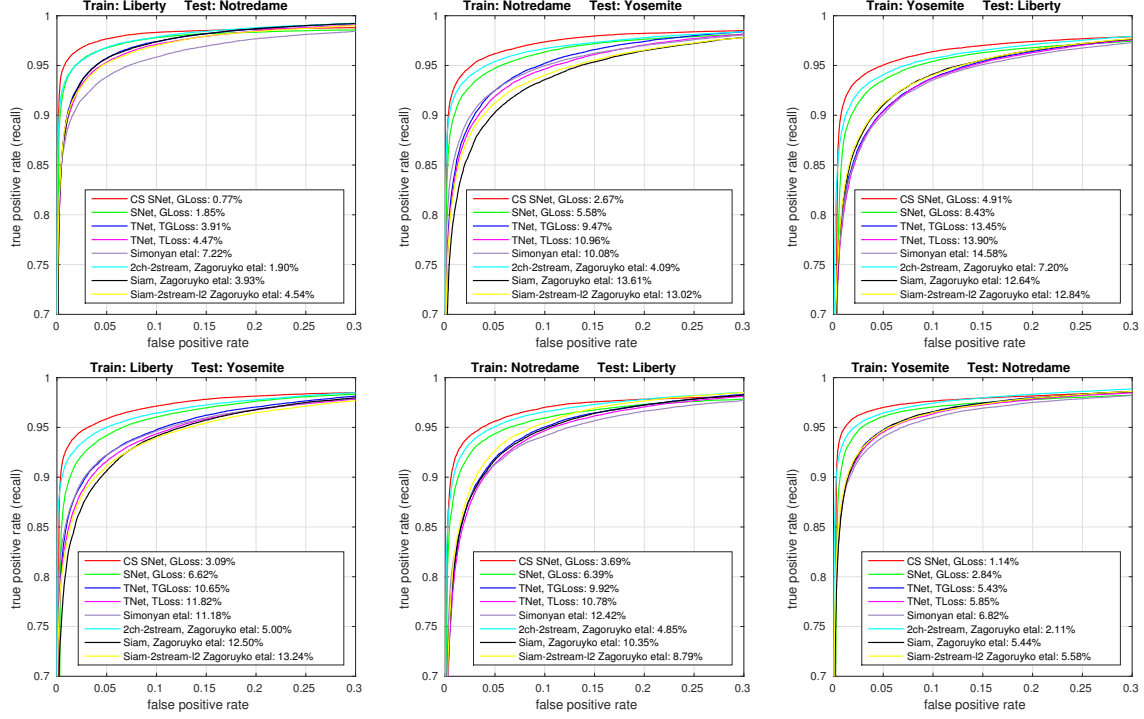 Train: Liberty Test: Notredame
1
0.95
0.9
0.85
0.8
0.75
0.7
true positive rate (recall)
CS SNet, GLoss: 0.77%
SNet, GLoss: 1.85%
TNet, TGLoss: 3.91%
TNet, TLoss: 4.47%
Simonyan etal: 7.22%
2ch-2stream, Zagoruyko etal: 1.90%
Siam, Zagoruyko etal: 3.93%
Siam-2stream-l2 Zagoruyko etal: 4.54%
0 0.05 0.1 0.15 0.2 0.25 0.3
false positive rate
Train: Notredame Test: Yosemite
1
0.95
0.9
0.85
0.8
0.75
0.7
true positive rate (recall)
CS SNet, GLoss: 2.67%
SNet, GLoss: 5.58%
TNet, TGLoss: 9.47%
TNet, TLoss: 10.96%
Simonyan etal: 10.08%
2ch-2stream, Zagoruyko etal: 4.09%
Siam, Zagoruyko etal: 13.61%
Siam-2stream-l2 Zagoruyko etal: 13.02%
0 0.05 0.1 0.15 0.2 0.25 0.3
false positive rate
Train: Yosemite Test: Liberty
1
0.95
0.9
0.85
0.8
0.75
0.7
true positive rate (recall)
CS SNet, GLoss: 4.91%
SNet, GLoss: 8.43%
TNet, TGLoss: 13.45%
TNet, TLoss: 13.90%
Simonyan etal: 14.58%
2ch-2stream, Zagoruyko etal: 7.20%
Siam, Zagoruyko etal: 12.64%
Siam-2stream-l2 Zagoruyko etal: 12.84%
0 0.05 0.1 0.15 0.2 0.25 0.3
false positive rate
Train: Liberty Test: Yosemite
1
0.95
0.9
0.85
0.8
0.75
0.7
true positive rate (recall)
CS SNet, GLoss: 3.09%
SNet, GLoss: 6.62%
TNet, TGLoss: 10.65%
TNet, TLoss: 11.82%
Simonyan etal: 11.18%
2ch-2stream, Zagoruyko etal: 5.00%
Siam, Zagoruyko etal: 12.50%
Siam-2stream-l2 Zagoruyko etal: 13.24%
0 0.05 0.1 0.15 0.2 0.25 0.3
false positive rate
Train: Notredame Test: Liberty
1
0.95
0.9
0.85
0.8
0.75
0.7
true positive rate (recall)
CS SNet, GLoss: 3.69%
SNet, GLoss: 6.39%
TNet, TGLoss: 9.92%
TNet, TLoss: 10.78%
Simonyan etal: 12.42%
2ch-2stream, Zagoruyko etal: 4.85%
Siam, Zagoruyko etal: 10.35%
Siam-2stream-l2 Zagoruyko etal: 8.79%
0 0.05 0.1 0.15 0.2 0.25 0.3
false positive rate
Train: Yosemite Test: Notredame
1
0.95
0.9
0.85
0.8
0.75
0.7
true positive rate (recall)
CS SNet, GLoss: 1.14%
SNet, GLoss: 2.84%
TNet, TGLoss: 5.43%
TNet, TLoss: 5.85%
Simonyan etal: 6.82%
2ch-2stream, Zagoruyko etal: 2.11%
Siam, Zagoruyko etal: 5.44%
Siam-2stream-l2 Zagoruyko etal: 5.58%
0 0.05 0.1 0.15 0.2 0.25 0.3
false positive rate